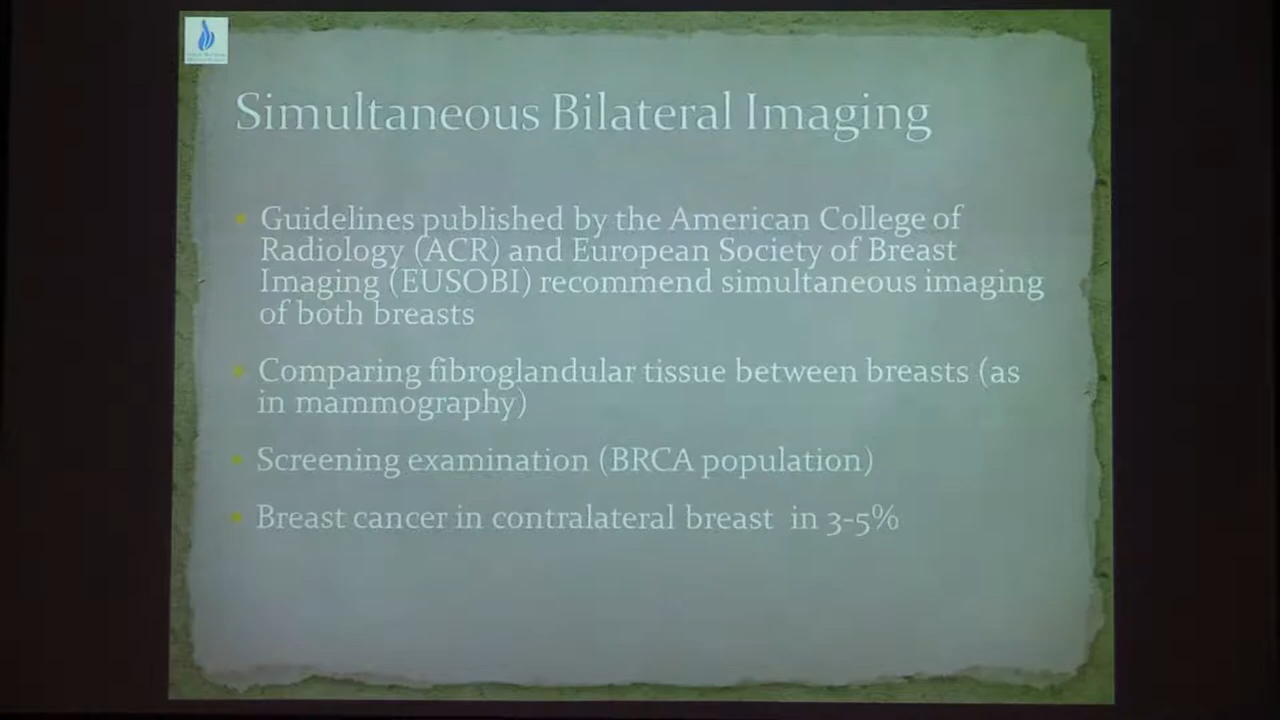 Simultaneous Bilateral Imaging
Guidelines published by the American College of
Radiology (ACR) and European Society of Breast
Imaging (EUSOBI) recommend simultaneous imaging
of both breasts
Comparing fibroglandular tissue between breasts (as
in mammography)
Screening examination (BRCA population)
Breast cancer in contralateral breast in 3-5%